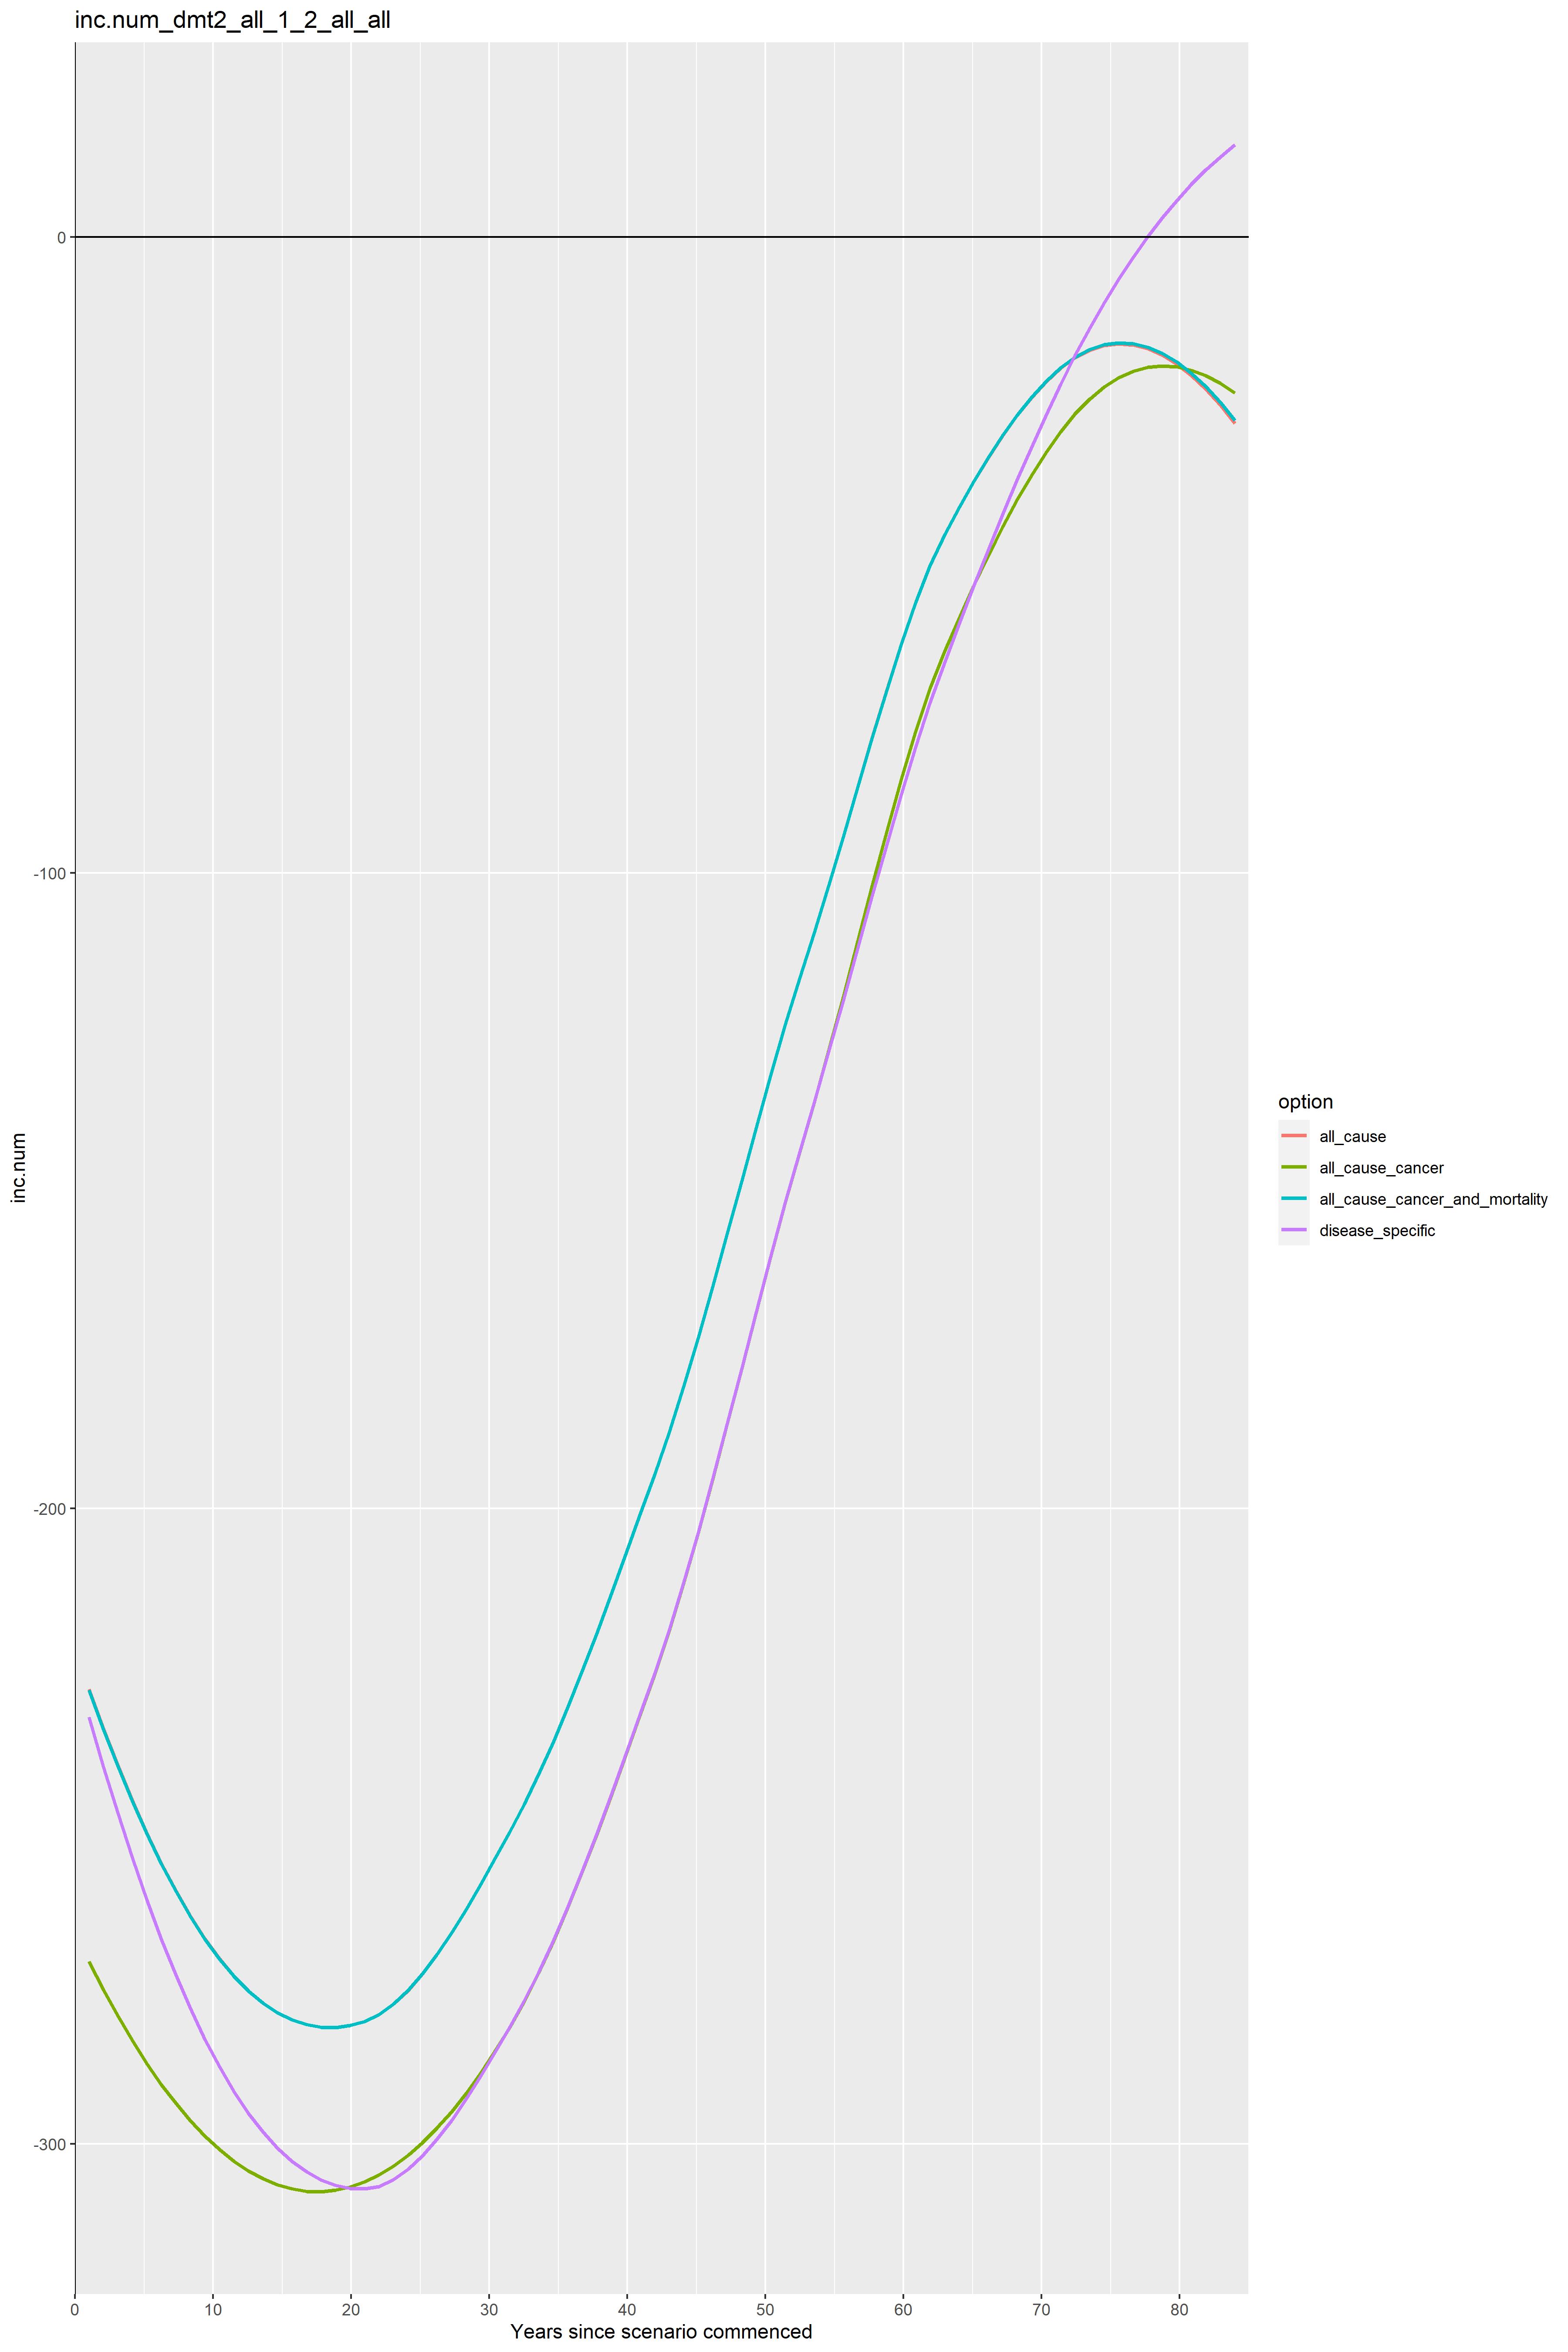 inc.num_dmt2_all_1_2_all_all
0
-100
-200
-300
inc.num
0 10 20 30 40 50 60 70 80
Years since scenario commenced
option
all_cause
all_cause_cancer
all_cause_cancer_and_mortality
disease_specific